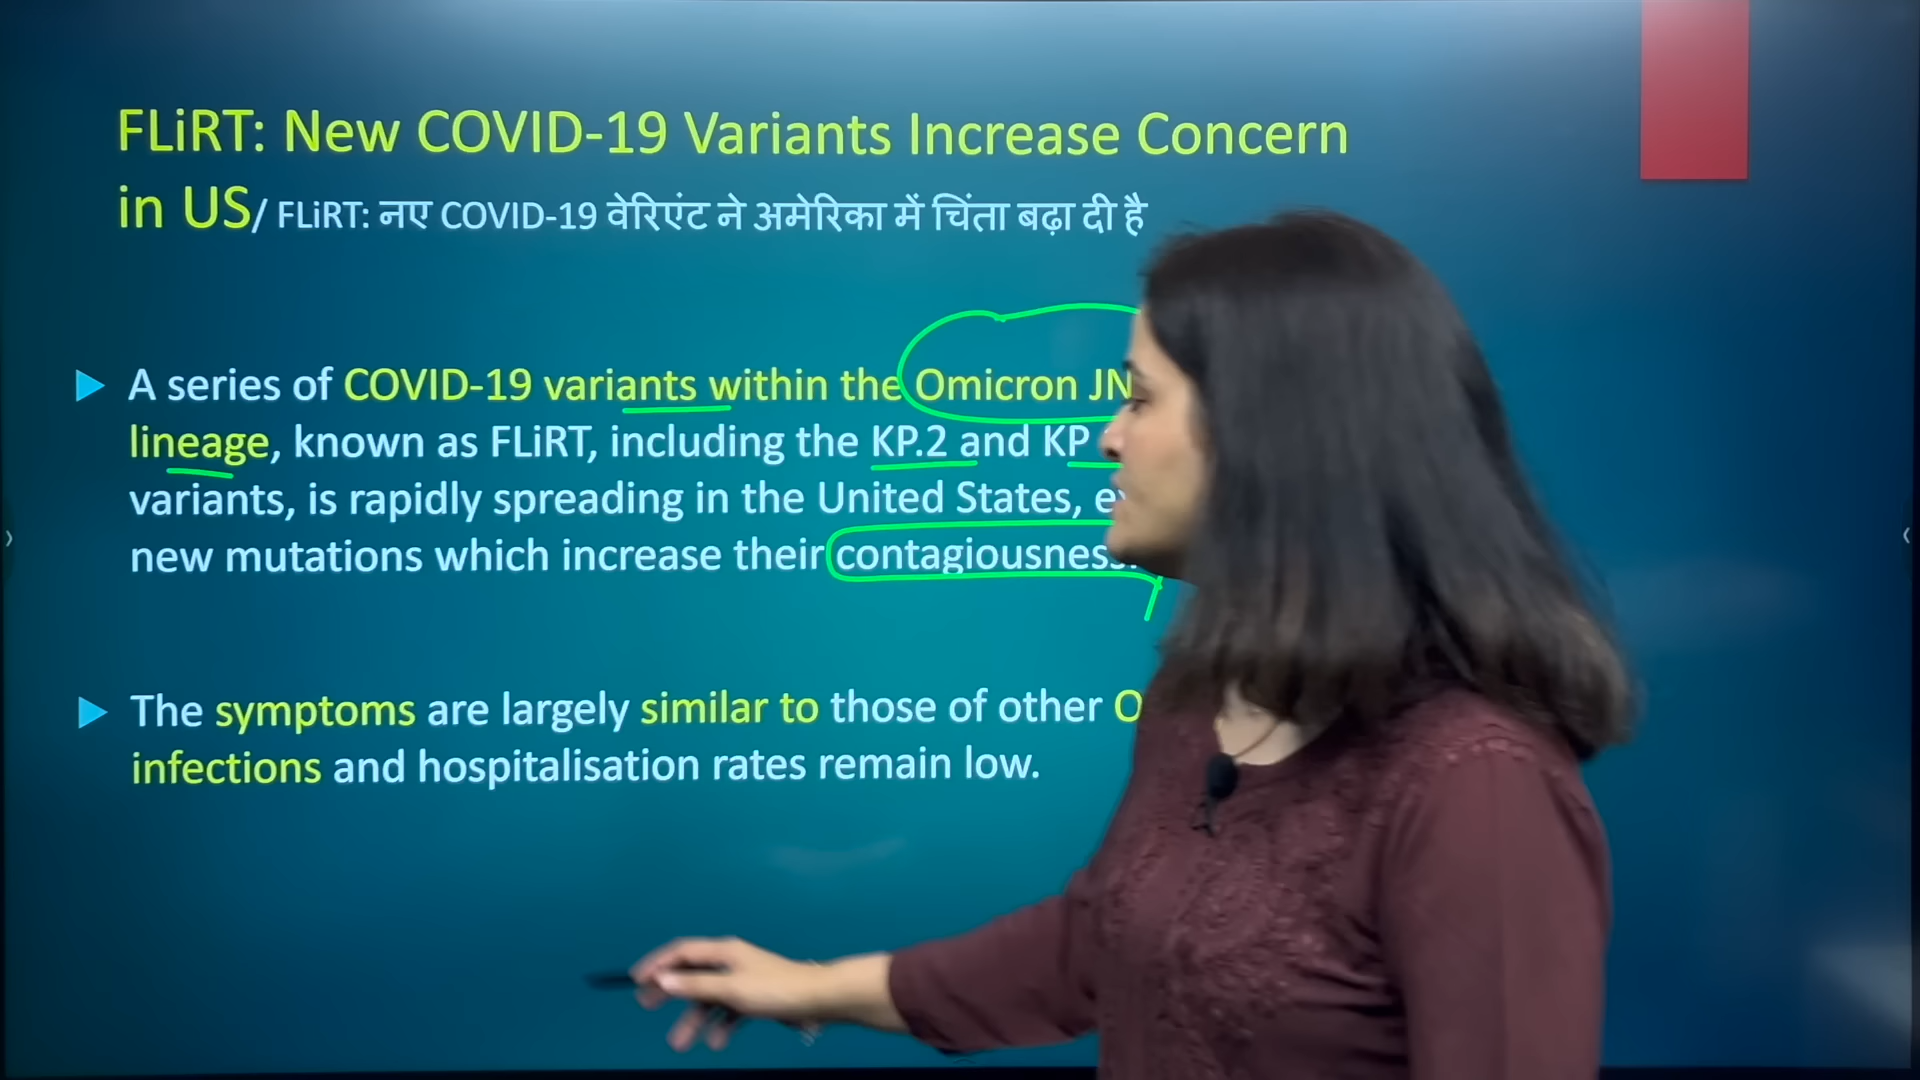 FLiRT: New COVID-19 Variants Increase Concern
in US/ FLiRT: नए COVID-19 वेरिएंट ने अमेरिका में चिंता बढ़ा दी है
A series of COVID-19 variants within the Omicron JN
lineage, known as FLiRT, including the KP.2 and KP
variants, is rapidly spreading in the United States,
new mutations which increase their contagiousness.
The symptoms are largely similar to those of other
infections and hospitalisation rates remain low.